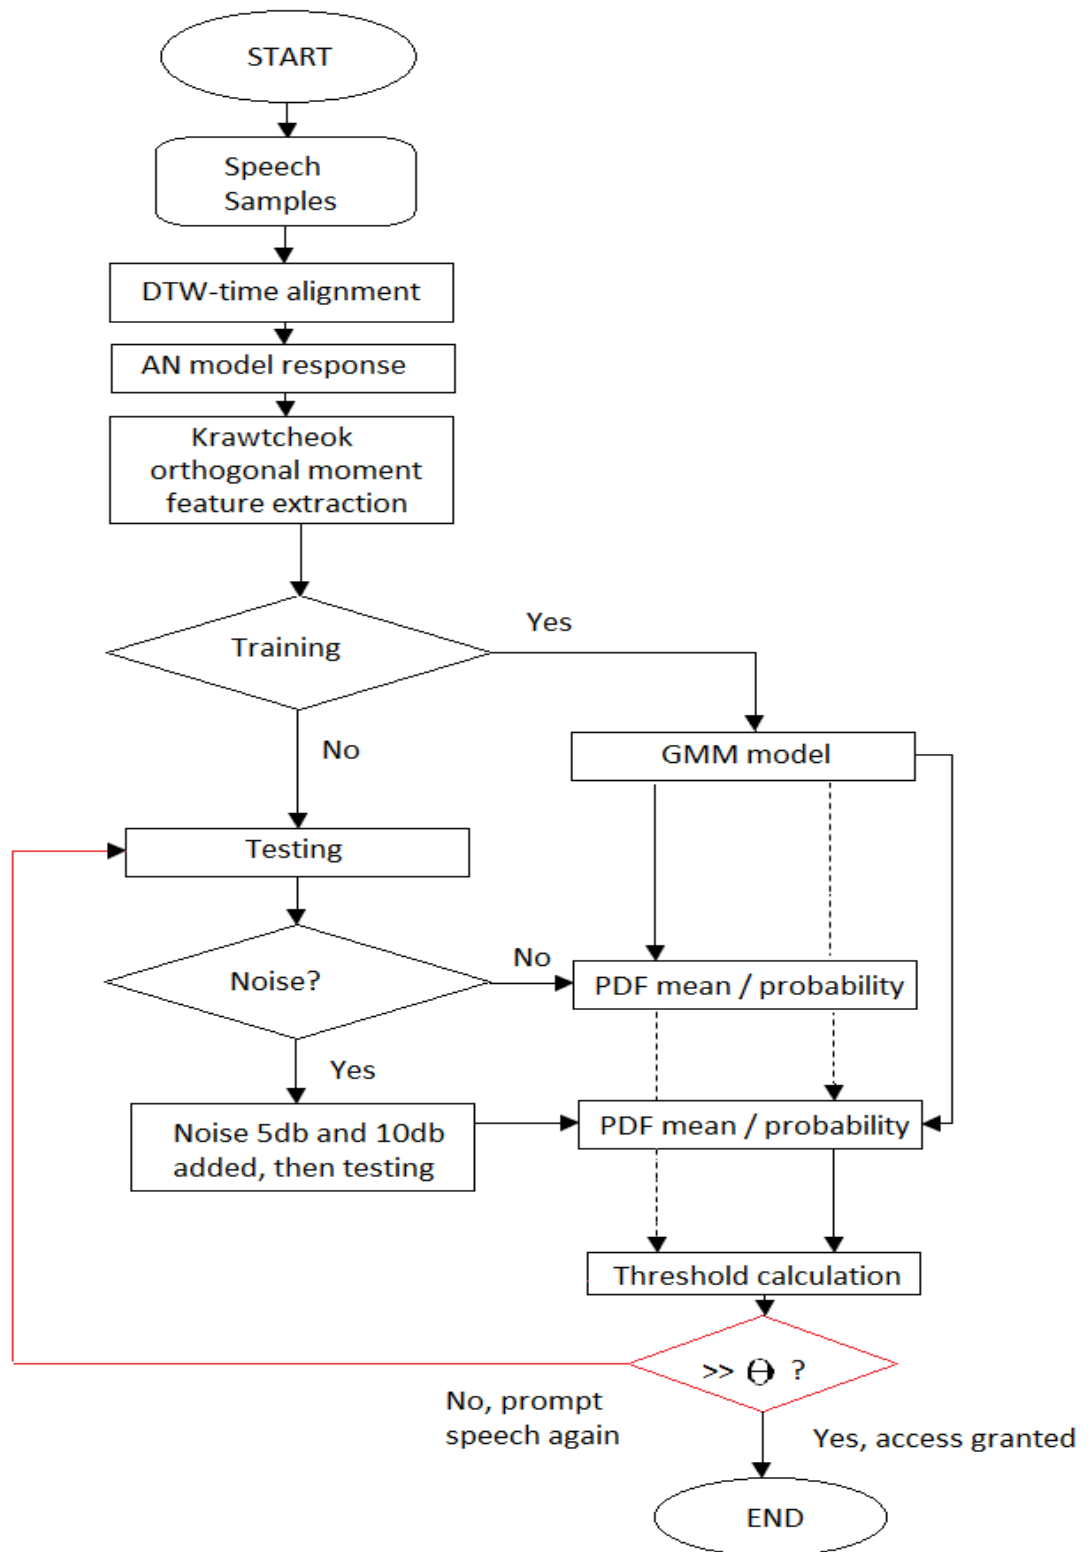 START
Speech
Samples
DTW-time alignment
AN model response
Krawtcheok
orthogonal moment
feature extraction
Training
Yes
No
GMM model
Testing
Noise?
No
PDF mean / probability
Yes
Noise 5db and 10db
added, then testing
PDF mean / probability
Threshold calculation
>> Θ ?
No, prompt
speech again
Yes, access granted
END